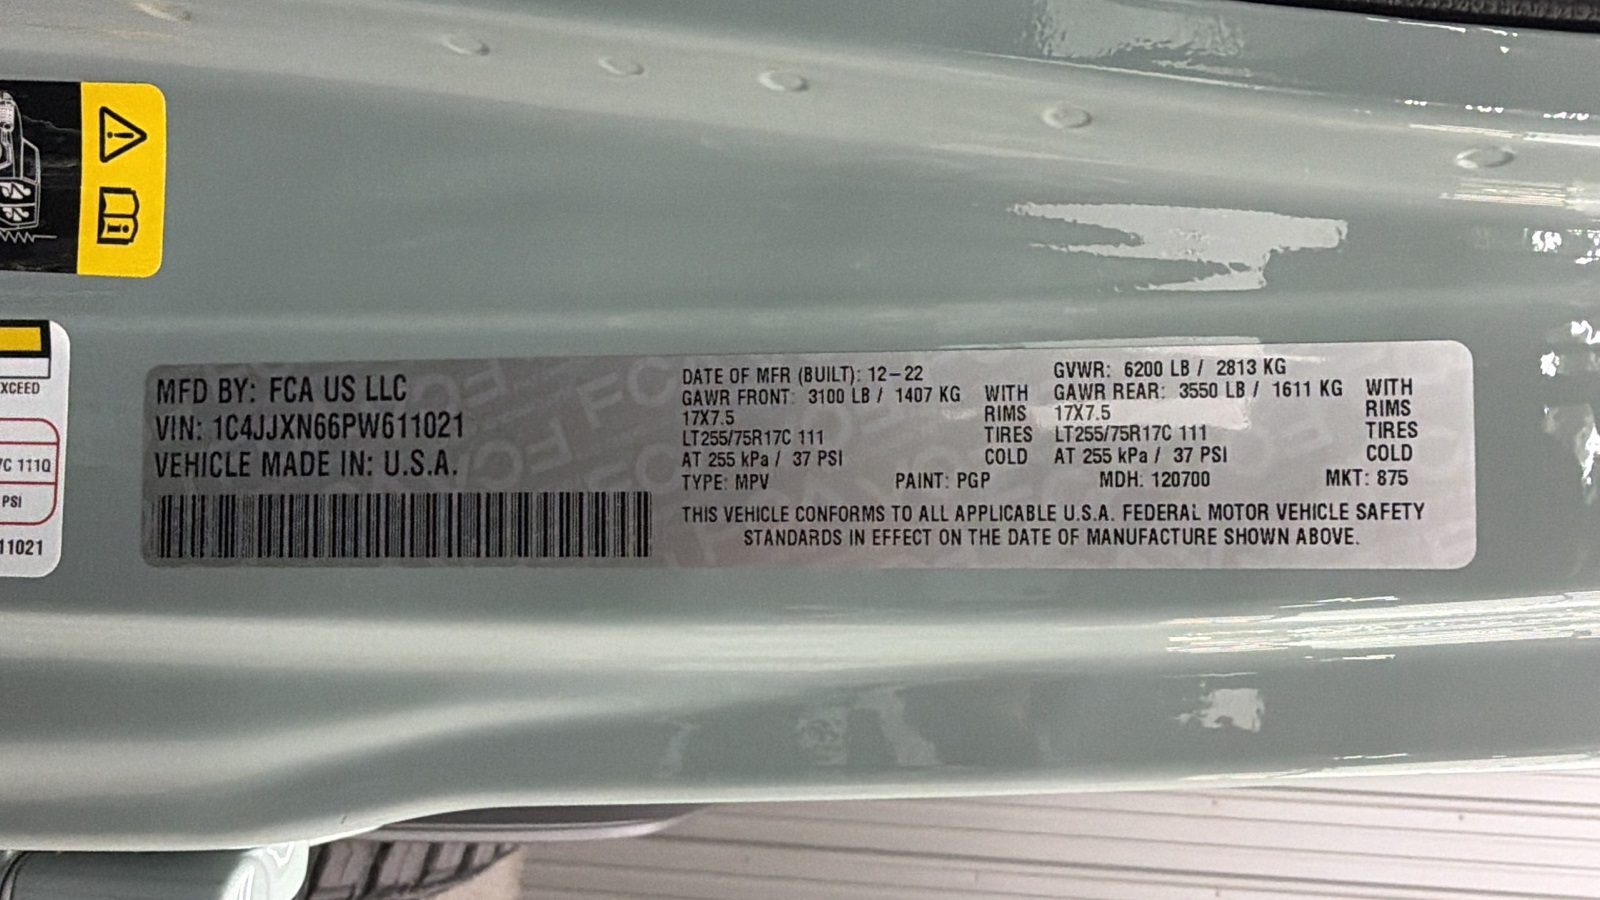 XCEED
7C 111Q
PSI
11021
MFD BY: FCA US LLC
VIN: 1C4JJXN66PW611021
VEHICLE MADE IN: U.S.A.
DATE OF MFR (BUILT): 12-22
GAWR FRONT: 3100 LB / 1407 KG WITH
17X7.5 RIMS
LT255/75R17C 111 TIRES
AT 255 kPa / 37 PSI COLD
GVWR: 6200 LB / 2813 KG
GAWR REAR: 3550 LB / 1611 KG WITH
17X7.5 RIMS
LT255/75R17C 111 TIRES
AT 255 kPa / 37 PSI COLD
TYPE: MPV PAINT: PGP MDH: 120700 MKT: 875
THIS VEHICLE CONFORMS TO ALL APPLICABLE U.S.A. FEDERAL MOTOR VEHICLE SAFETY
STANDARDS IN EFFECT ON THE DATE OF MANUFACTURE SHOWN ABOVE.